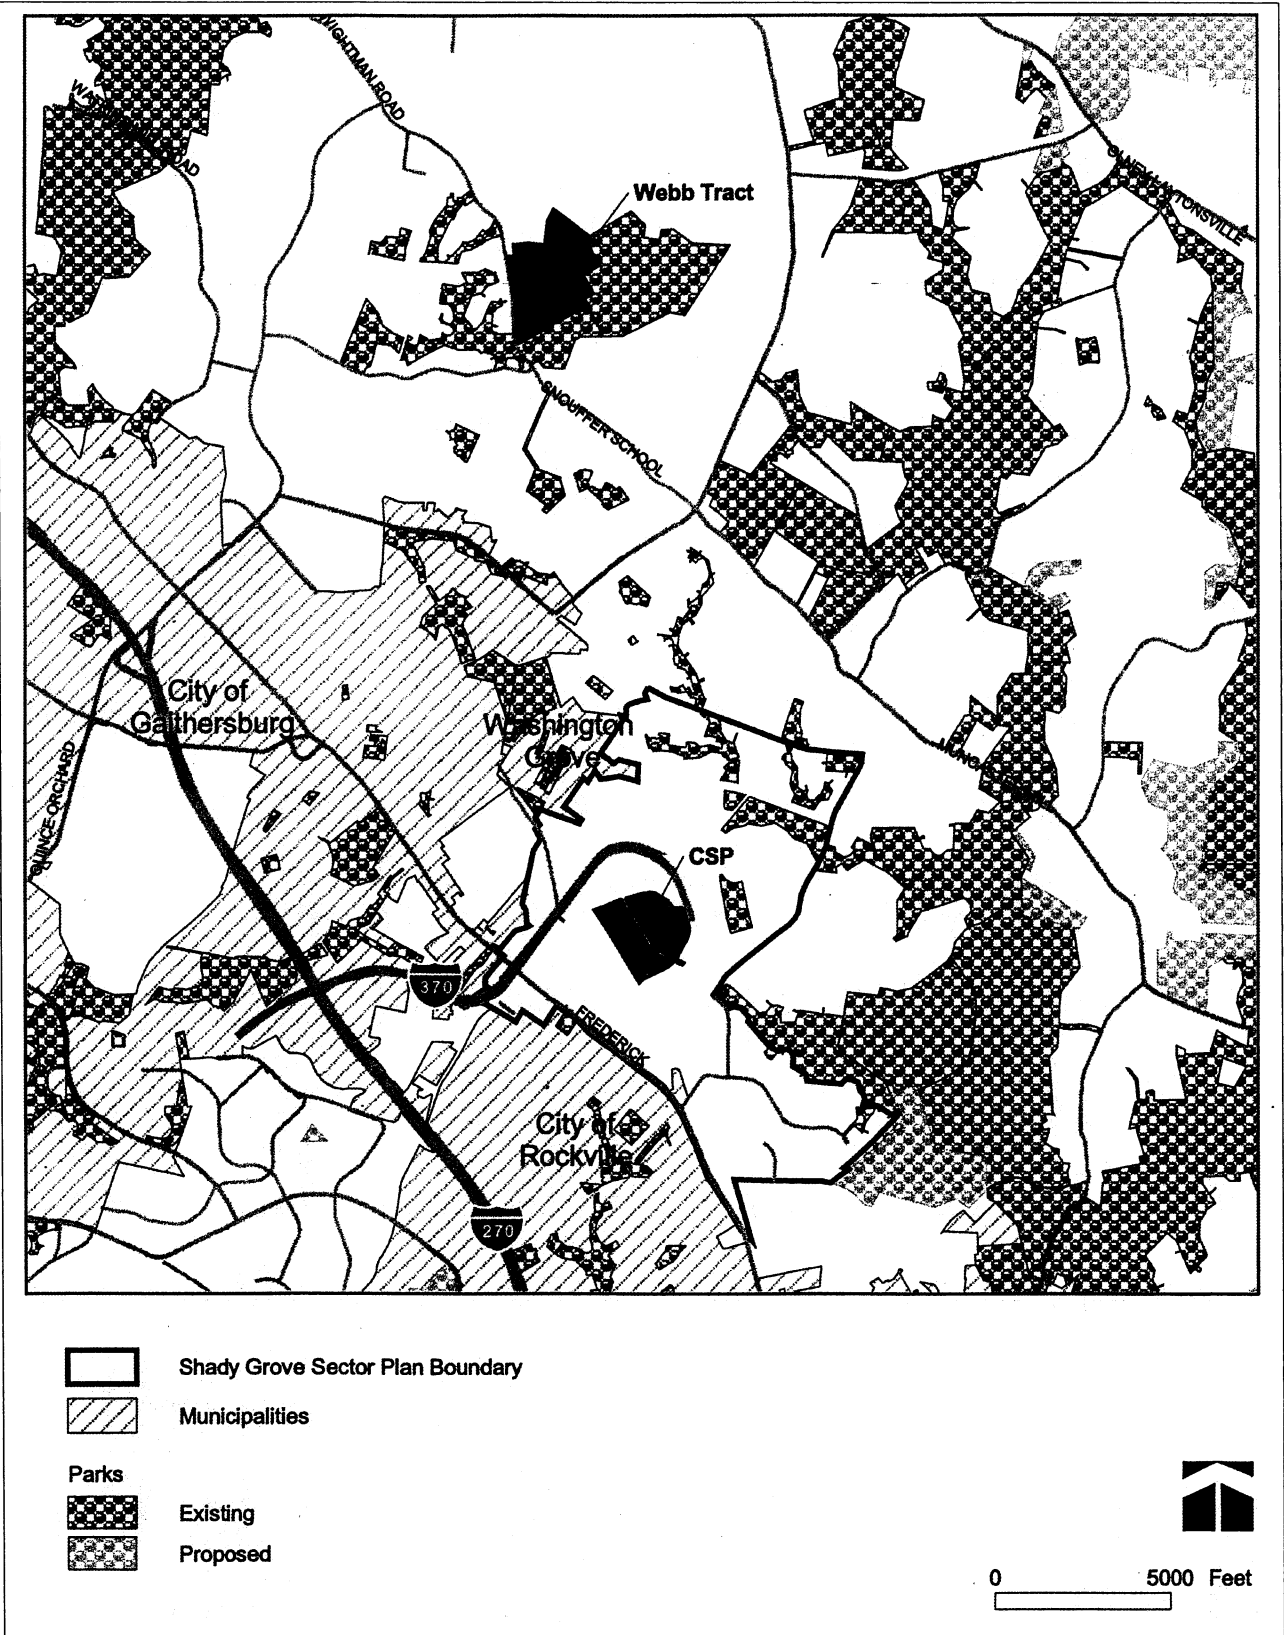 WIGHTMAN ROAD
Webb Tract
SNOUFFER SCHOOL
City of
Gaithersburg
Washington
Grove
QUINCE ORCHARD
CSP
370
FREDERICK
City of
Rockville
270
Shady Grove Sector Plan Boundary
Municipalities
Parks
Existing
Proposed
0 5000 Feet